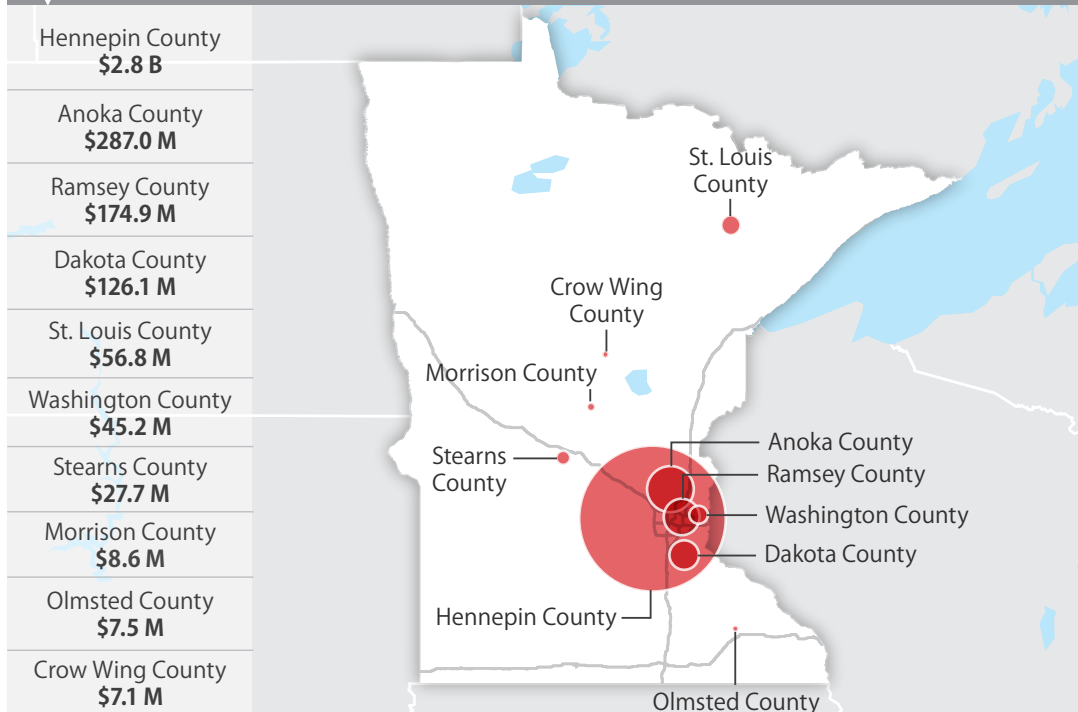 Hennepin County
$2.8 B
Anoka County
$287.0 M
Ramsey County
$174.9 M
Dakota County
$126.1 M
St. Louis County
$56.8 M
Washington County
$45.2 M
Stearns County
$27.7 M
Morrison County
$8.6 M
Olmsted County
$7.5 M
Crow Wing County
$7.1 M
St. Louis
County
Crow Wing
County
Morrison County
Stearns
County
Anoka County
Ramsey County
Washington County
Dakota County
Hennepin County
Olmsted County